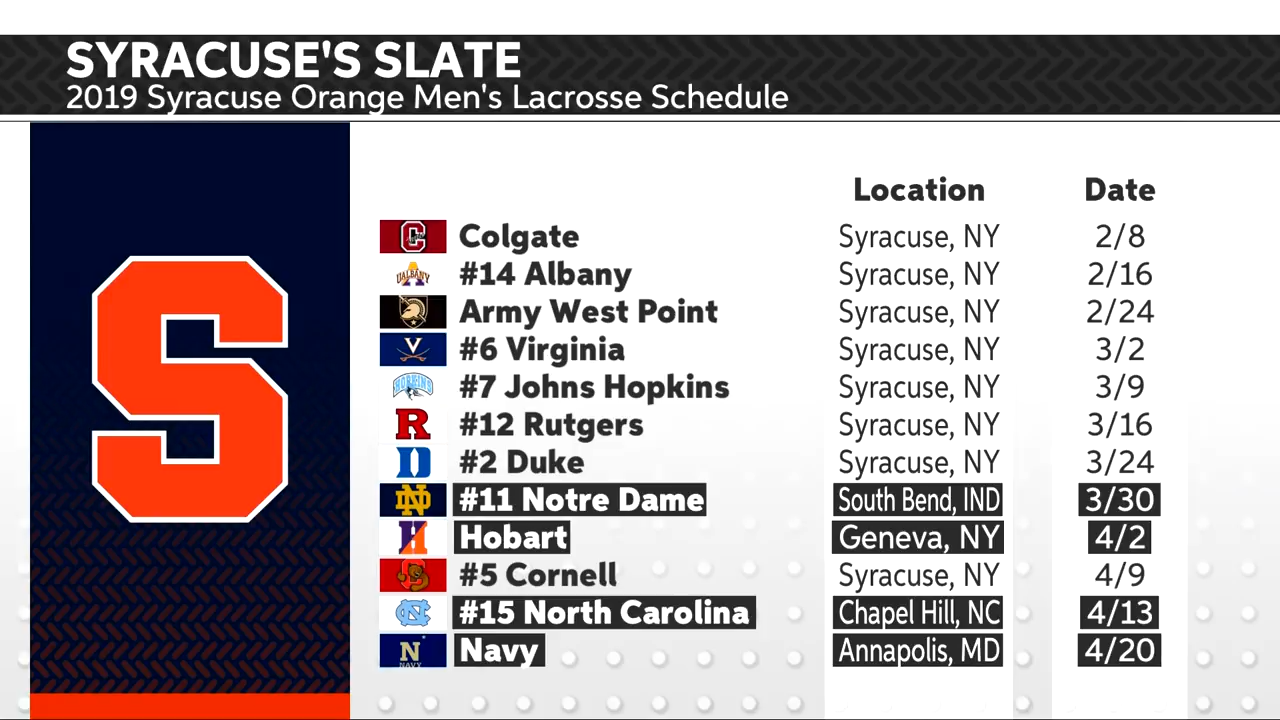 SYRACUSE'S SLATE
2019 Syracuse Orange Men's Lacrosse Schedule
Location Date
Colgate Syracuse, NY 2/8
#14 Albany Syracuse, NY 2/16
Army West Point Syracuse, NY 2/24
#6 Virginia Syracuse, NY 3/2
#7 Johns Hopkins Syracuse, NY 3/9
#12 Rutgers Syracuse, NY 3/16
#2 Duke Syracuse, NY 3/24
#11 Notre Dame South Bend, IND 3/30
Hobart Geneva, NY 4/2
#5 Cornell Syracuse, NY 4/9
#15 North Carolina Chapel Hill, NC 4/13
Navy Annapolis, MD 4/20